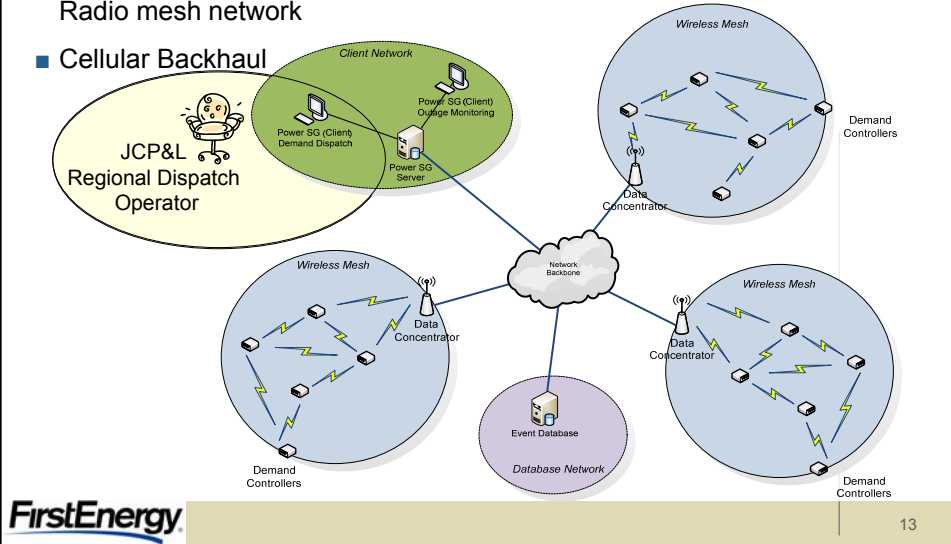 Radio mesh network
■ Cellular Backhaul
Client Network
Power SG (Client)
Outage Monitoring
Power SG (Client)
Demand Dispatch
Power SG
Server
JCP&L
Regional Dispatch
Operator
Wireless Mesh
Demand
Controllers
Data
Concentrator
Network
Backbone
Wireless Mesh
Data
Concentrator
Demand
Controllers
Wireless Mesh
Data
Concentrator
Demand
Controllers
Event Database
Database Network
FirstEnergy
13